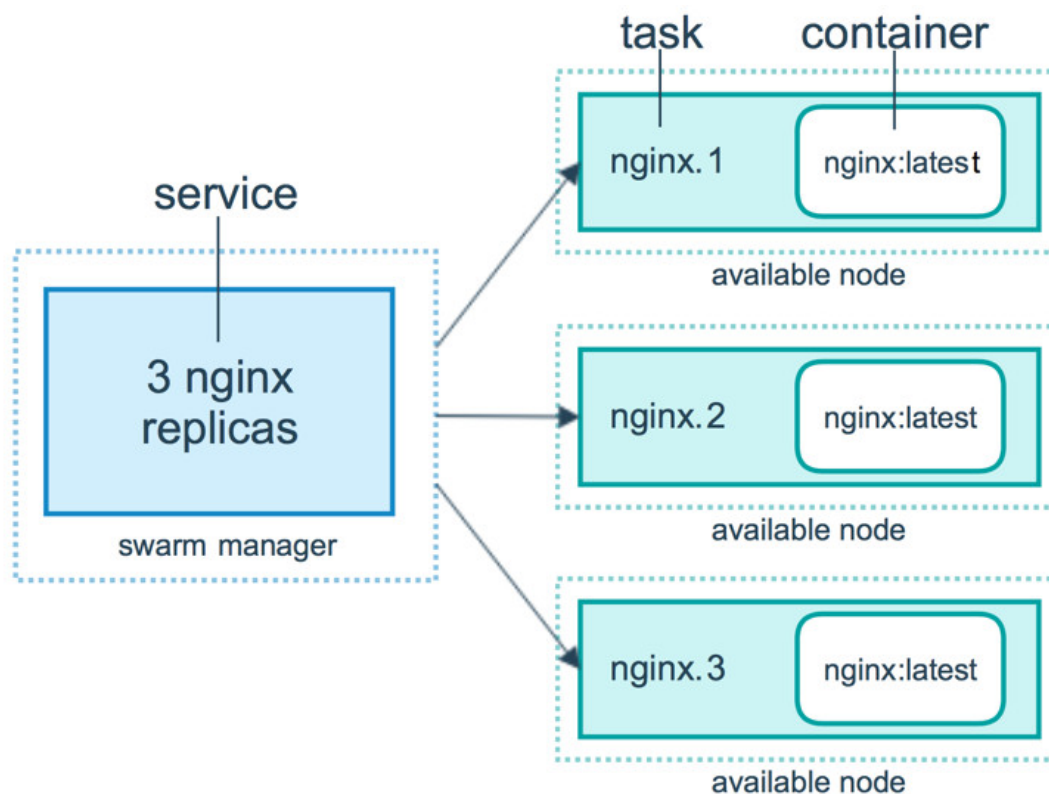 task
container
nginx.1
nginx:latest
available node
service
3 nginx
replicas
swarm manager
nginx.2
nginx:latest
available node
nginx.3
nginx:latest
available node